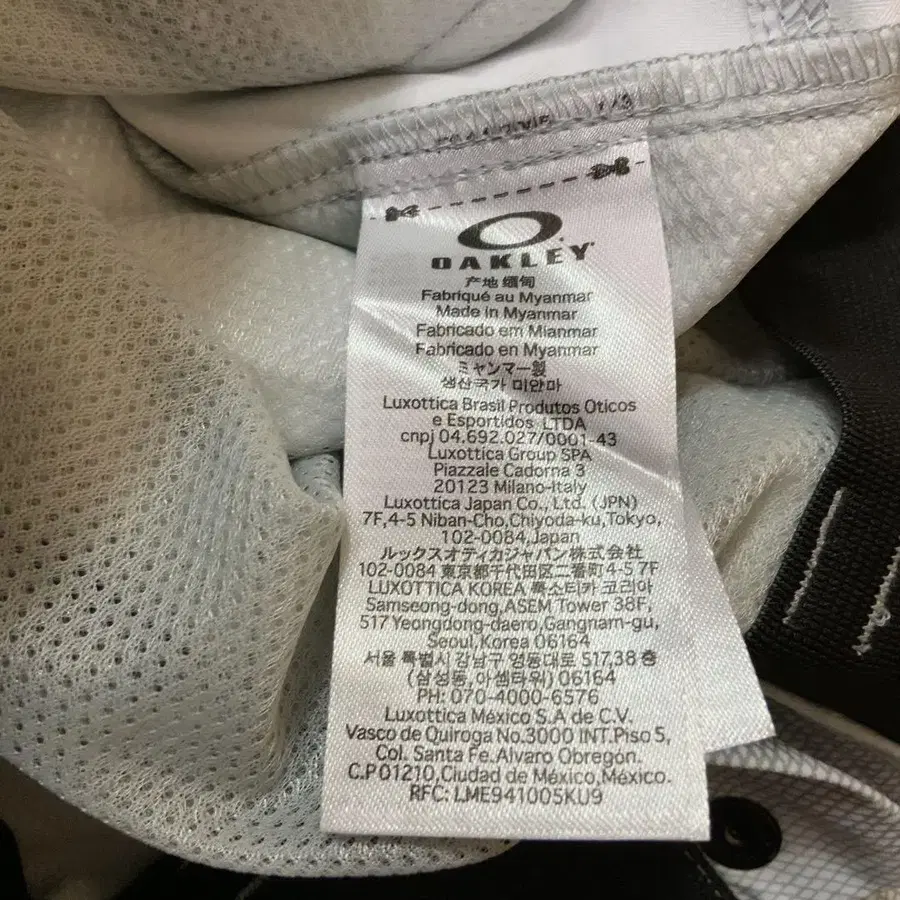 OAKLEY
产地 缅甸
Fabriqué au Myanmar
Made in Myanmar
Fabricado em Mianmar
Fabricado en Myanmar
ミャンマー製
생산국가 미얀마
Luxottica Brasil Produtos Oticos
e Esportidos LTDA
cnpj 04.692.027/0001-43
Luxottica Group SPA
Piazzale Cadorna 3
20123 Milano-Italy
Luxottica Japan Co., Ltd. (JPN)
7F,4-5 Niban-Cho,Chiyoda-ku,Tokyo,
102-0084,Japan
ルックスオティカジャパン株式会社
102-0084 東京都千代田区二番町4-5 7F
LUXOTTICA KOREA 룩소티카 코리아
Samseong-dong,ASEM Tower 38F,
517 Yeongdong-daero,Gangnam-gu,
Seoul,Korea 06164
서울 특별시 강남구 영동대로 517,38 층
(삼성동,아셈타워) 06164
PH: 070-4000-6576
Luxottica México S.A de C.V.
Vasco de Quiroga No.3000 INT.Piso 5,
Col. Santa Fe.Alvaro Obregón.
C.P 01210,Ciudad de México,México.
RFC: LME941005KU9